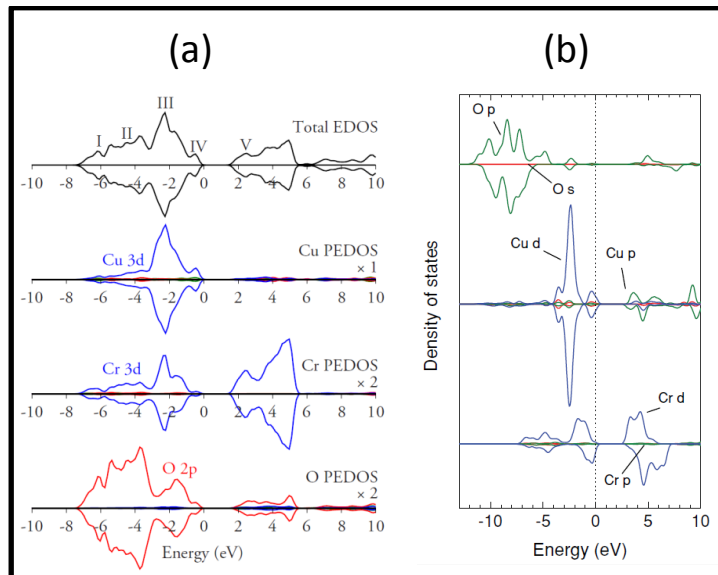 (a)
(b)
III
I II IV V Total EDOS
-10 -8 -6 -4 -2 0 2 4 6 8 10
Cu 3d Cu PEDOS
× 1
-10 -8 -6 -4 -2 0 2 4 6 8 10
Cr 3d Cr PEDOS
× 2
-10 -8 -6 -4 -2 0 2 4 6 8 10
O 2p O PEDOS
× 2
-10 -8 -6 -4 -2 0 2 4 6 8 10
Energy (eV)
Density of states
O p
O s
Cu d
Cu p
Cr d
Cr p
-10 -5 0 5 10
Energy (eV)